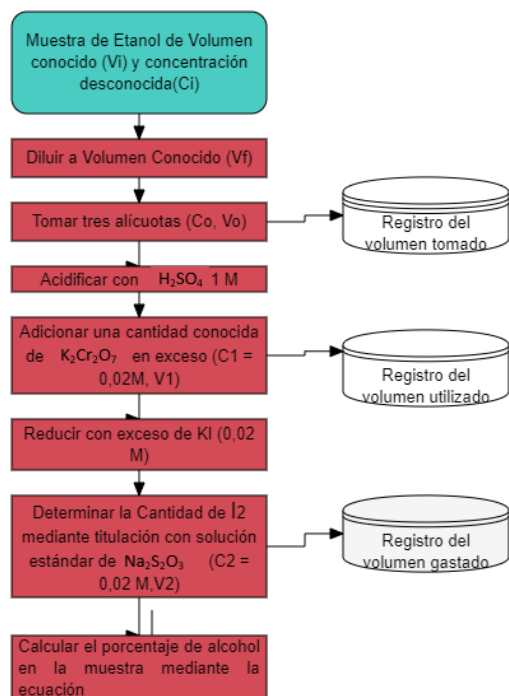 Muestra de Etanol de Volumen
conocido (Vi) y concentración
desconocida(Ci)
Diluir a Volumen Conocido (Vf)
Tomar tres alícuotas (Co, Vo)
Registro del
volumen tomado
Acidificar con H₂SO₄ 1 M
Adicionar una cantidad conocida
de K₂Cr₂O₇ en exceso (C1 =
0,02M, V1)
Registro del
volumen utilizado
Reducir con exceso de KI (0,02
M)
Determinar la Cantidad de I2
mediante titulación con solución
estándar de Na₂S₂O₃ (C2 =
0,02 M,V2)
Registro del
volumen gastado
Calcular el porcentaje de alcohol
en la muestra mediante la
ecuación